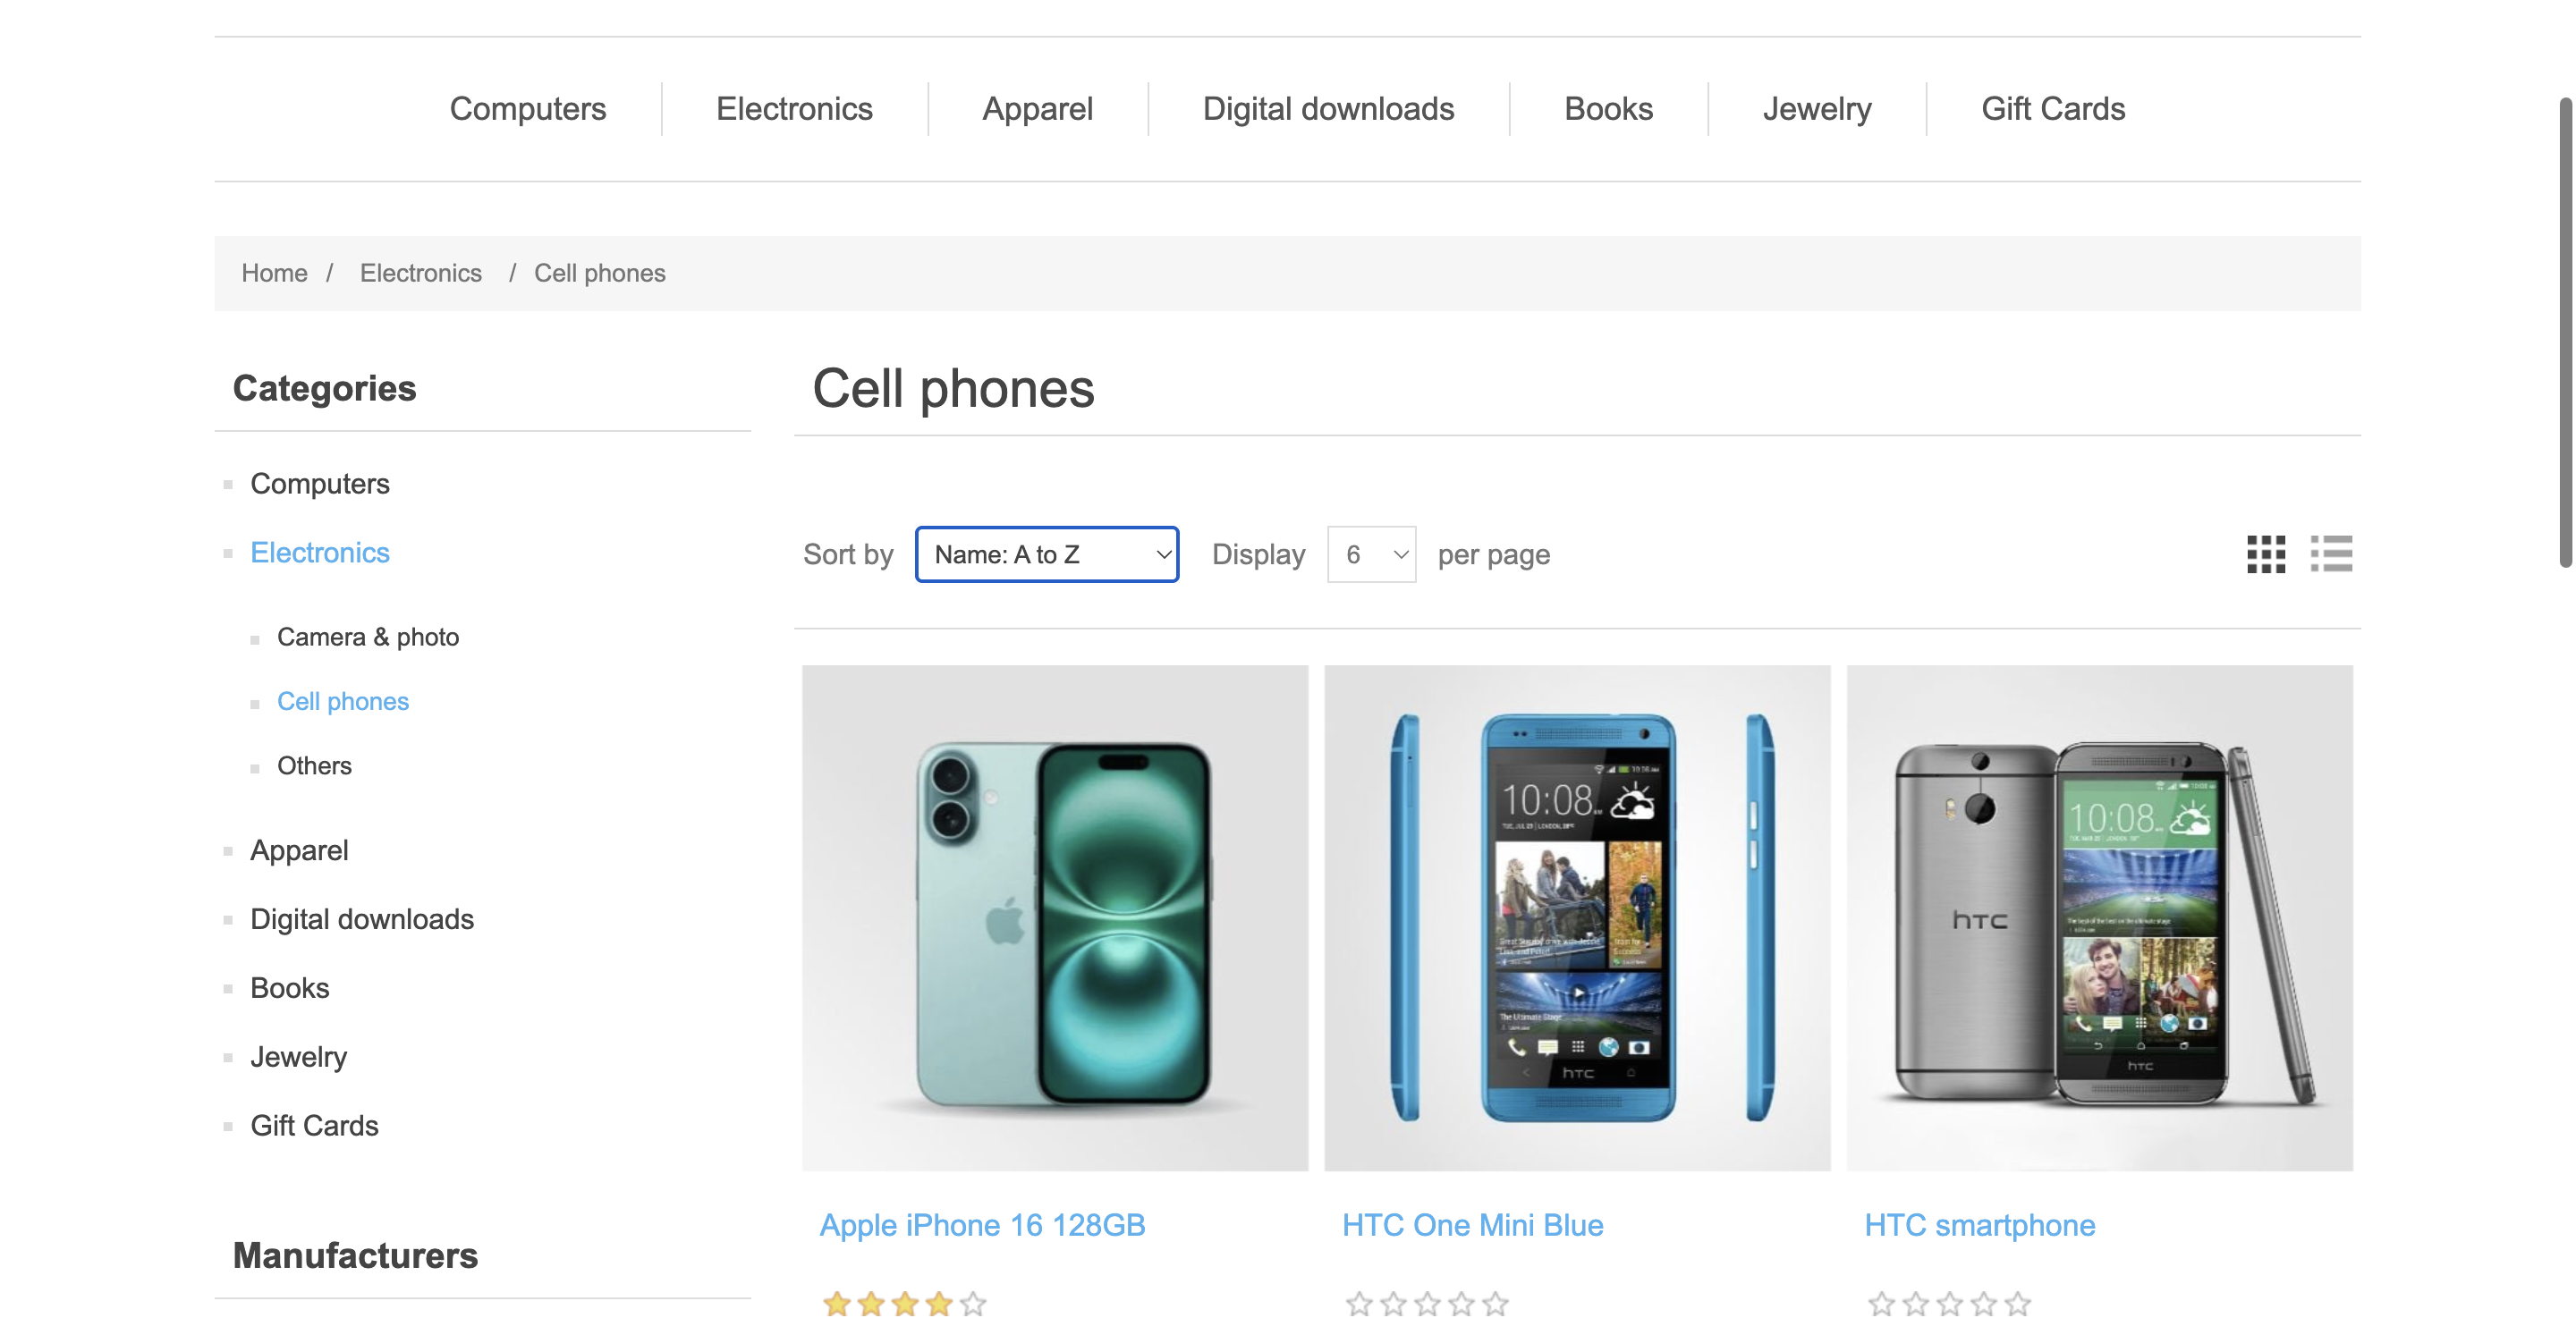 Computers Electronics Apparel Digital downloads Books Jewelry Gift Cards
Home / Electronics / Cell phones
Categories
Computers
Electronics
Camera & photo
Cell phones
Others
Apparel
Digital downloads
Books
Jewelry
Gift Cards
Manufacturers
Cell phones
Sort by Name: A to Z Display 6 per page
10:08
hTC
hTC
10:08
hTC
Apple iPhone 16 128GB
HTC One Mini Blue
HTC smartphone